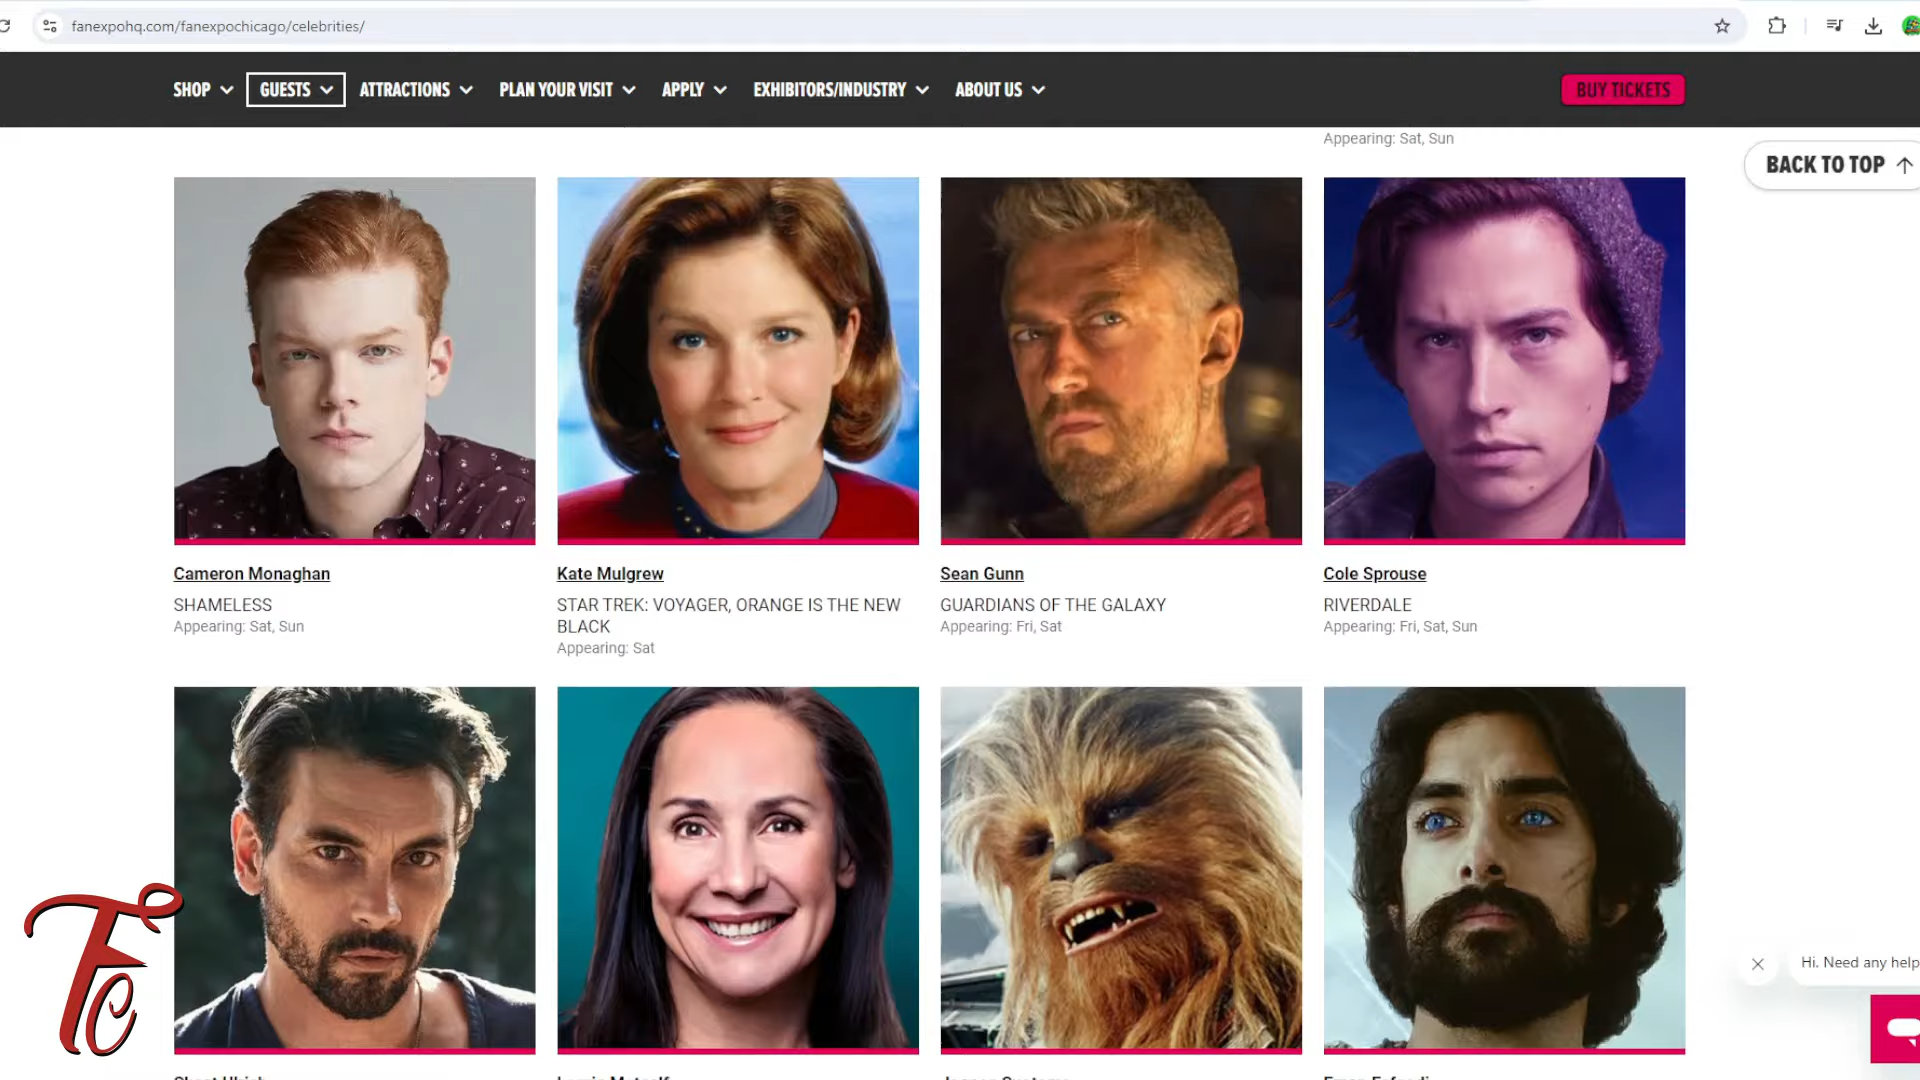 fanexpohq.com/fanexpochicago/celebrities/
SHOP GUESTS ATTRACTIONS PLAN YOUR VISIT APPLY EXHIBITORS/INDUSTRY ABOUT US BUY TICKETS
Appearing: Sat, Sun
BACK TO TOP
Cameron Monaghan
SHAMELESS
Appearing: Sat, Sun
Kate Mulgrew
STAR TREK: VOYAGER, ORANGE IS THE NEW
BLACK
Appearing: Sat
Sean Gunn
GUARDIANS OF THE GALAXY
Appearing: Fri, Sat
Cole Sprouse
RIVERDALE
Appearing: Fri, Sat, Sun
Hi. Need any help